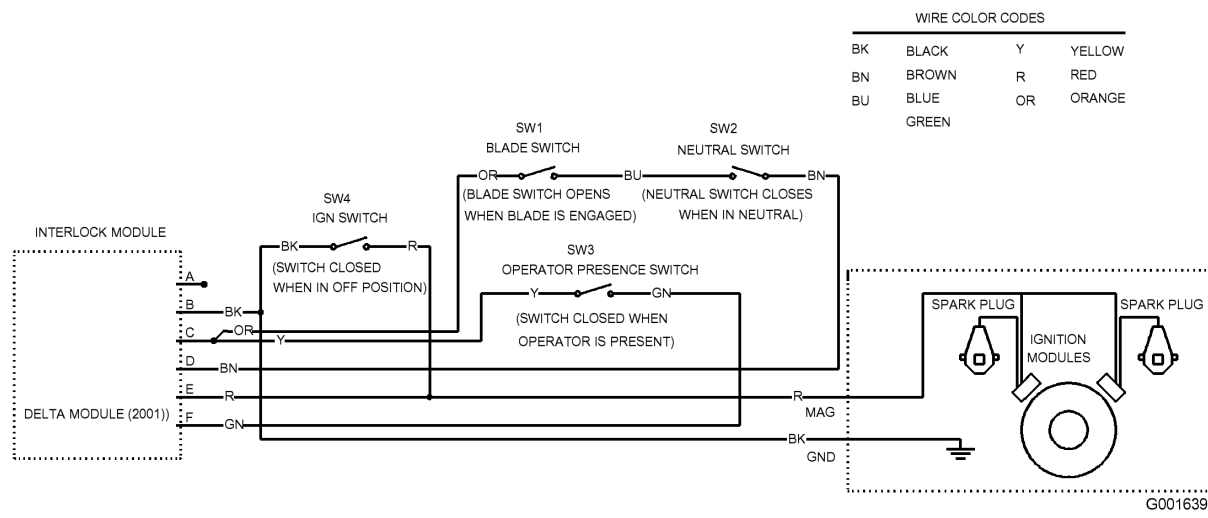 WIRE COLOR CODES
BK BLACK Y YELLOW
BN BROWN R RED
BU BLUE OR ORANGE
GREEN
SW1
BLADE SWITCH
SW2
NEUTRAL SWITCH
OR
BU
BN
(BLADE SWITCH OPENS
WHEN BLADE IS ENGAGED)
(NEUTRAL SWITCH CLOSES
WHEN IN NEUTRAL)
SW4
IGN SWITCH
BK
R
(SWITCH CLOSED
WHEN IN OFF POSITION)
SW3
OPERATOR PRESENCE SWITCH
Y
GN
(SWITCH CLOSED WHEN
OPERATOR IS PRESENT)
INTERLOCK MODULE
A
B BK
C OR
Y
D BN
E R
DELTA MODULE (2001))
F GN
R
MAG
BK
GND
SPARK PLUG
SPARK PLUG
IGNITION
MODULES
G001639